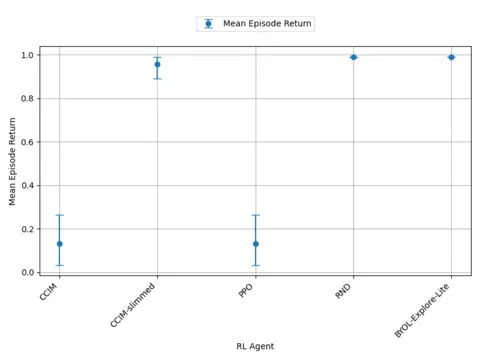 Mean Episode Return
1.0
0.8
0.6
0.4
0.2
0.0
Mean Episode Return
CCIM
CCIM-slimmed
PPO
RND
BYOL-Explore-Lite
RL Agent